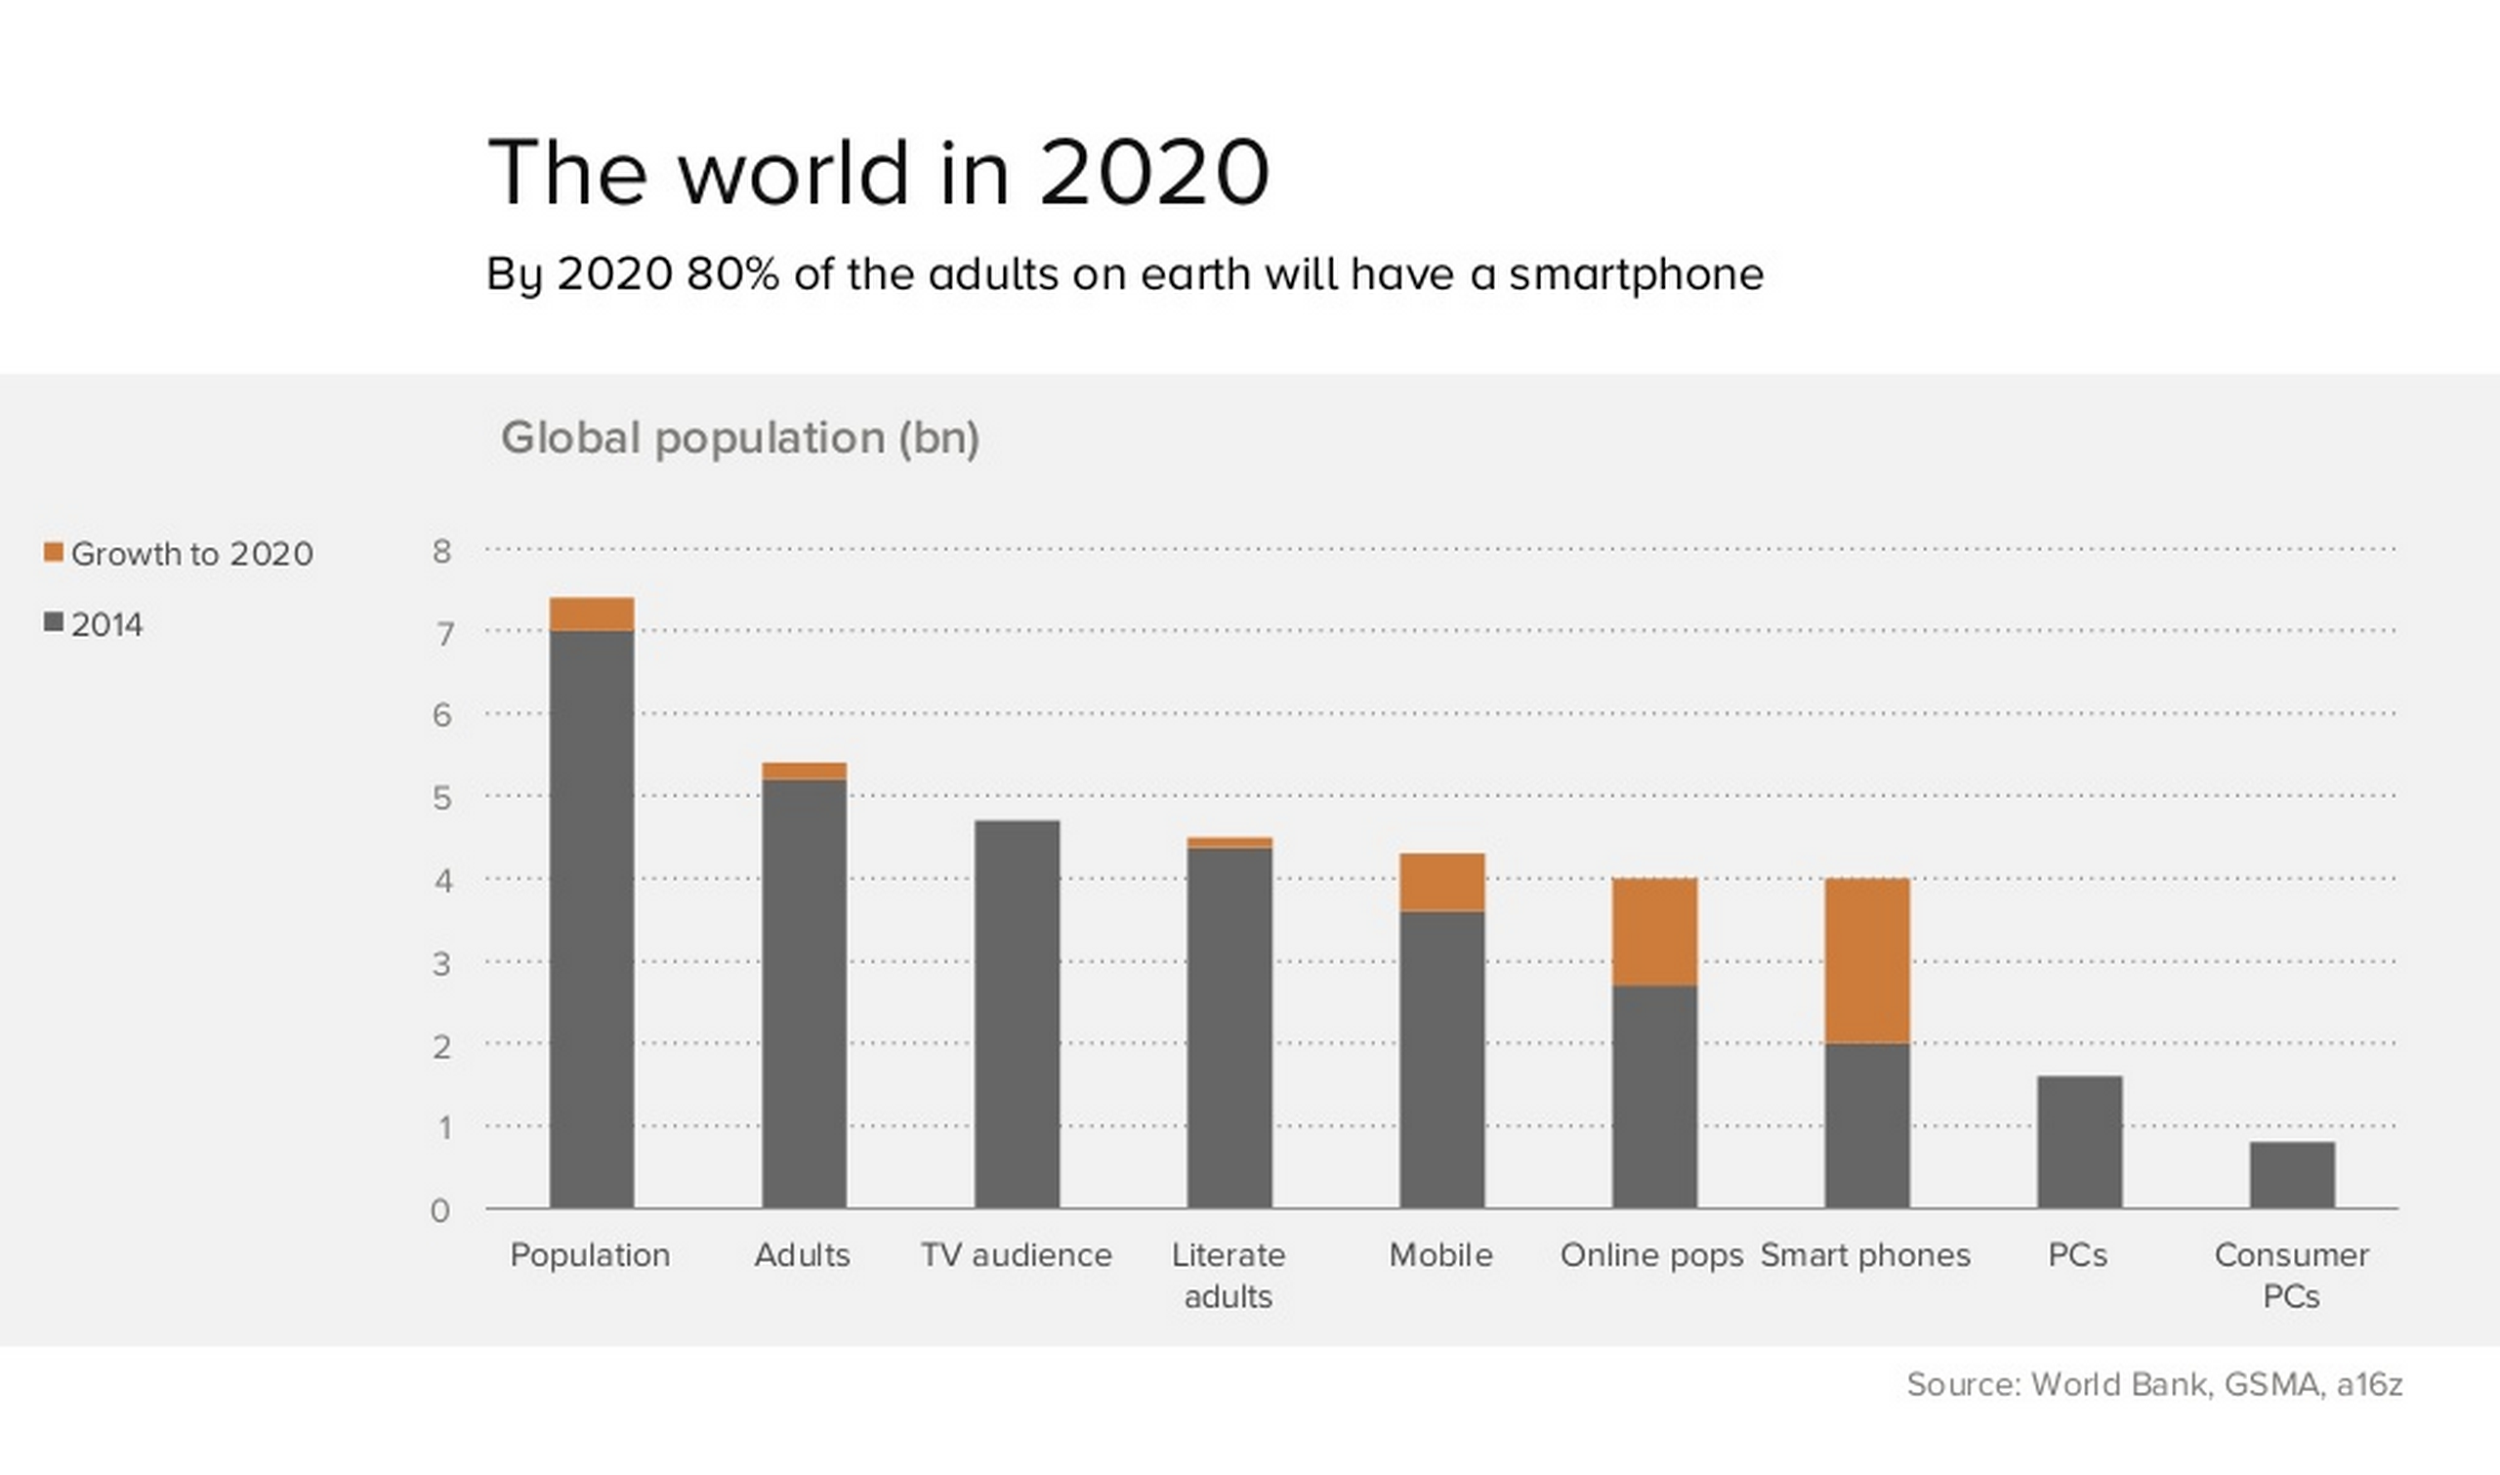 The world in 2020
By 2020 80% of the adults on earth will have a smartphone
Global population (bn)
Growth to 2020
2014
8
7
6
5
4
3
2
1
0
Population
Adults
TV audience
Literate
adults
Mobile
Online pops
Smart phones
PCs
Consumer
PCs
Source: World Bank, GSMA, a16z